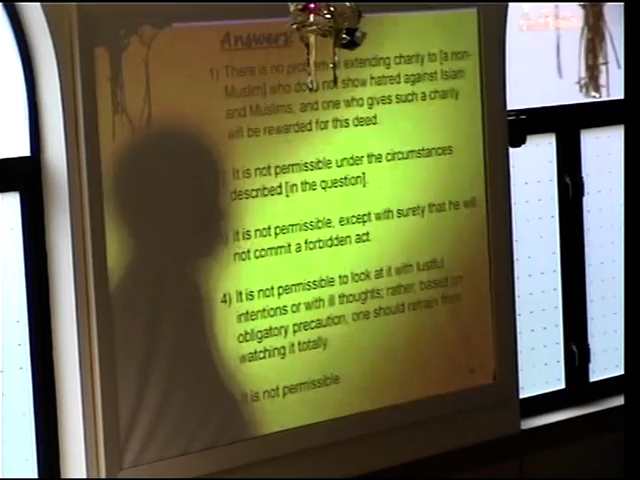 Answers
1) There is no extending charity to [a non-
Muslim] who does not show hatred against Islam
and Muslims, and one who gives such a charity
will be rewarded for this deed.
It is not permissible under the circumstances
described [in the question].
It is not permissible, except with surety that he will
not commit a forbidden act.
4) It is not permissible to look at it with lustful
intentions or with ill thoughts; rather, based on
obligatory precaution, one should refrain from
watching it totally.
It is not permissible.